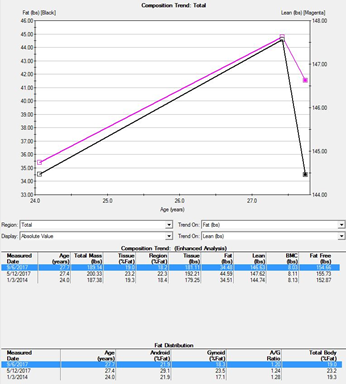 Composition Trend: Total
Fat (lbs) [Black]
Lean (lbs) [Magenta]
46.00
45.00
44.00
43.00
42.00
41.00
40.00
39.00
38.00
37.00
36.00
35.00
34.00
33.00
148.00
147.00
146.00
145.00
144.00
24.0
25.0
26.0
27.0
Age (years)
Region: Total
Trend On: Fat (lbs)
Display: Absolute Value
Trend On: Lean (lbs)
Composition Trend: (Enhanced Analysis)
Measured Age Total Mass Tissue Region Tissue Fat Lean BMC Fat Free
Date (years) (lbs) (%Fat) (%Fat) (lbs) (lbs) (lbs) (lbs) (lbs)
5/12/2017 27.4 200.33 23.2 22.3 192.21 44.59 147.62 8.11 155.73
1/3/2014 24.0 187.38 19.3 18.4 179.25 34.51 144.74 8.13 152.87
Fat Distribution
Measured Age Android Gynoid A/G Total Body
Date (years) (%Fat) (%Fat) Ratio (%Fat)
5/12/2017 27.4 29.1 23.5 1.24 23.2
1/3/2014 24.0 21.9 17.1 1.28 19.3